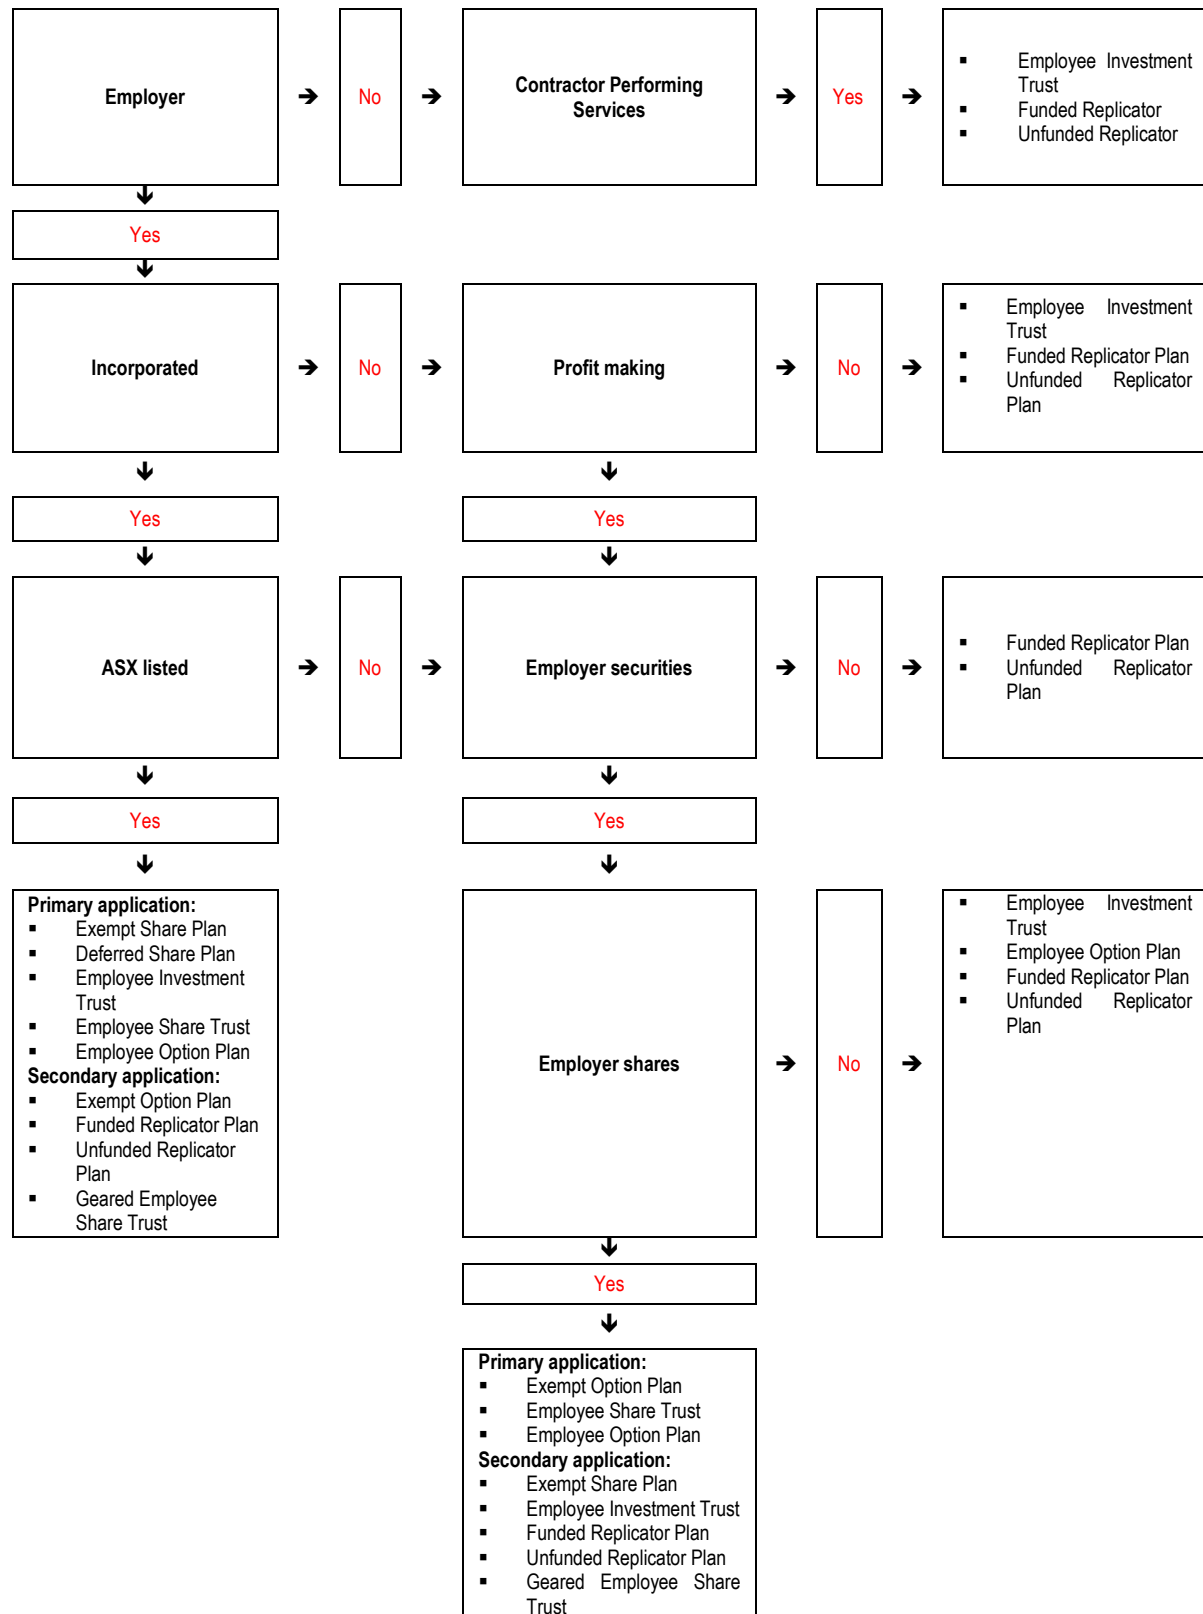 Employer
➔
No
➔
Contractor Performing
Services
➔
Yes
➔
▪ Employee Investment
Trust
▪ Funded Replicator
▪ Unfunded Replicator
🡻
Yes
🡻
Incorporated
➔
No
➔
Profit making
➔
No
➔
▪ Employee Investment
Trust
▪ Funded Replicator Plan
▪ Unfunded Replicator
Plan
🡻
🡻
Yes
Yes
🡻
🡻
ASX listed
➔
No
➔
Employer securities
➔
No
➔
▪ Funded Replicator Plan
▪ Unfunded Replicator
Plan
🡻
🡻
Yes
Yes
🡻
🡻
Primary application:
▪ Exempt Share Plan
▪ Deferred Share Plan
▪ Employee Investment
Trust
▪ Employee Share Trust
▪ Employee Option Plan
Secondary application:
▪ Exempt Option Plan
▪ Funded Replicator Plan
▪ Unfunded Replicator
Plan
▪ Geared Employee
Share Trust
Employer shares
➔
No
➔
▪ Employee Investment
Trust
▪ Employee Option Plan
▪ Funded Replicator Plan
▪ Unfunded Replicator
Plan
🡻
Yes
🡻
Primary application:
▪ Exempt Option Plan
▪ Employee Share Trust
▪ Employee Option Plan
Secondary application:
▪ Exempt Share Plan
▪ Employee Investment Trust
▪ Funded Replicator Plan
▪ Unfunded Replicator Plan
▪ Geared Employee Share
Trust